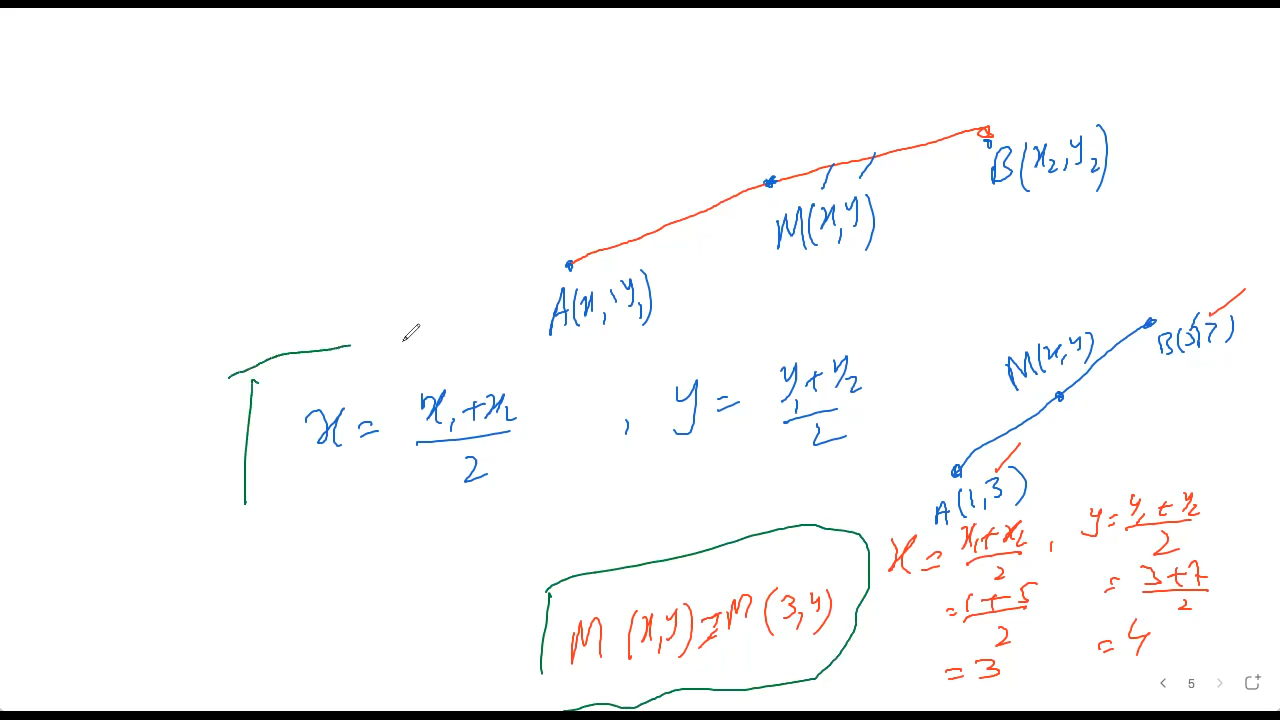 B(x₂, y₂)
M(x, y)
A(x₁, y₁)
B(5,7)
M(x, y)
x = (x₁ + x₂)/2 , y = (y₁ + y₂)/2
A(1, 3)
x = (x₁ + x₂)/2 , y = (y₁ + y₂)/2
= (1 + 5)/2 = (3 + 7)/2
= 3 = 4
M (x, y) = M (3, 4)
5